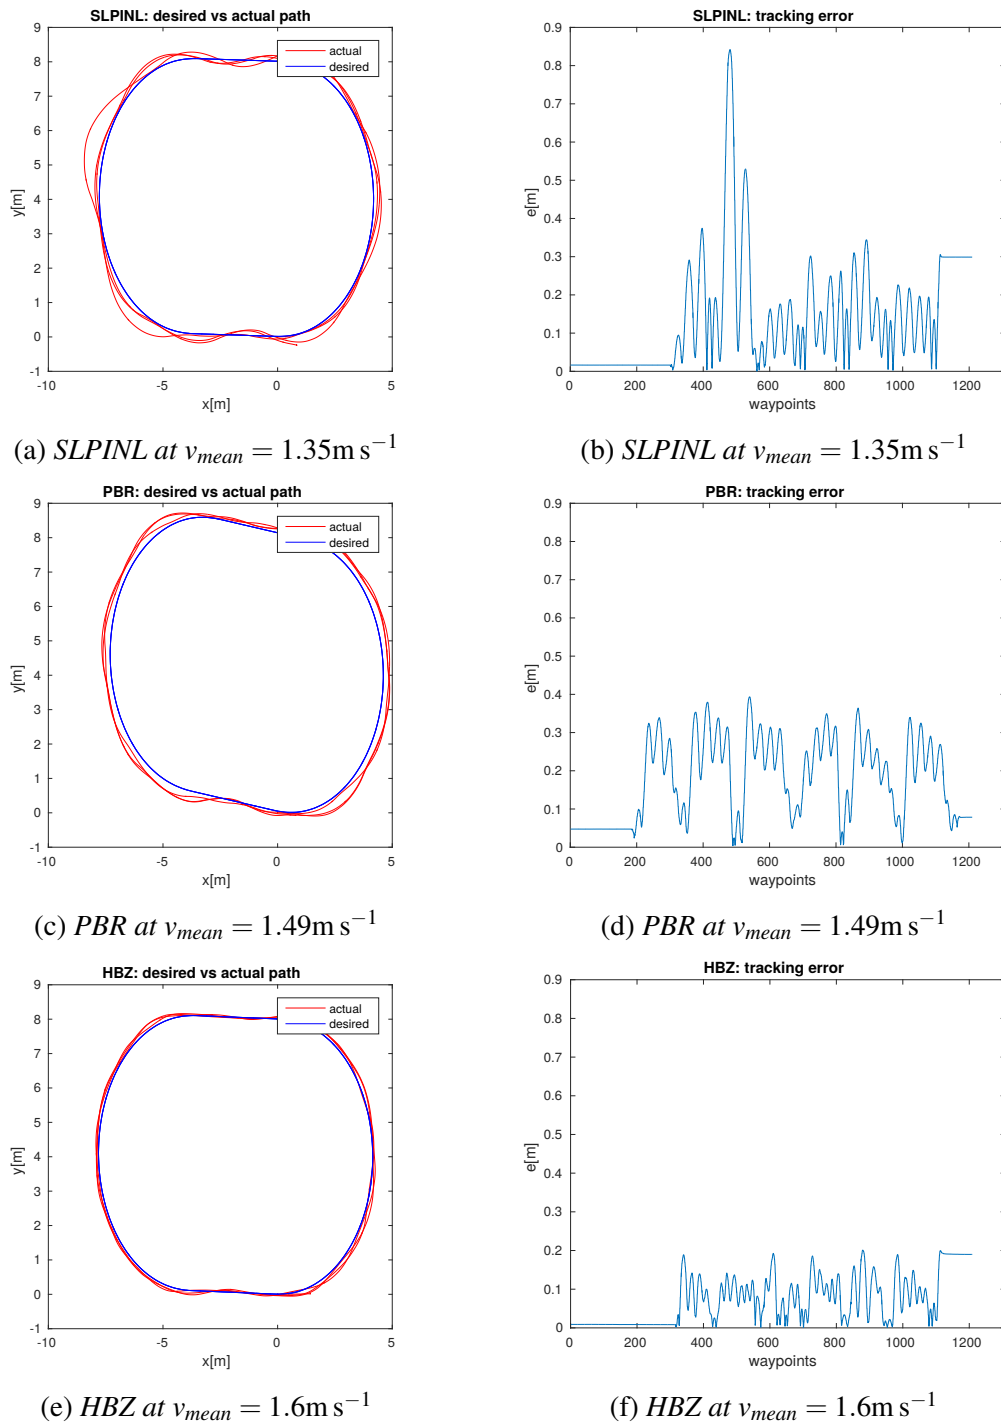 SLPINL: desired vs actual path
9
8
7
6
5
4
3
2
1
0
-1
y[m]
actual
desired
-10 -5 0 5
x[m]
(a) SLPINL at v_mean = 1.35m s⁻¹
SLPINL: tracking error
0.9
0.8
0.7
0.6
0.5
0.4
0.3
0.2
0.1
0
e[m]
0 200 400 600 800 1000 1200
waypoints
(b) SLPINL at v_mean = 1.35m s⁻¹
PBR: desired vs actual path
9
8
7
6
5
4
3
2
1
0
-1
y[m]
actual
desired
-10 -5 0 5
x[m]
(c) PBR at v_mean = 1.49m s⁻¹
PBR: tracking error
0.9
0.8
0.7
0.6
0.5
0.4
0.3
0.2
0.1
0
e[m]
0 200 400 600 800 1000 1200
waypoints
(d) PBR at v_mean = 1.49m s⁻¹
HBZ: desired vs actual path
9
8
7
6
5
4
3
2
1
0
-1
y[m]
actual
desired
-10 -5 0 5
x[m]
(e) HBZ at v_mean = 1.6m s⁻¹
HBZ: tracking error
0.9
0.8
0.7
0.6
0.5
0.4
0.3
0.2
0.1
0
e[m]
0 200 400 600 800 1000 1200
waypoints
(f) HBZ at v_mean = 1.6m s⁻¹